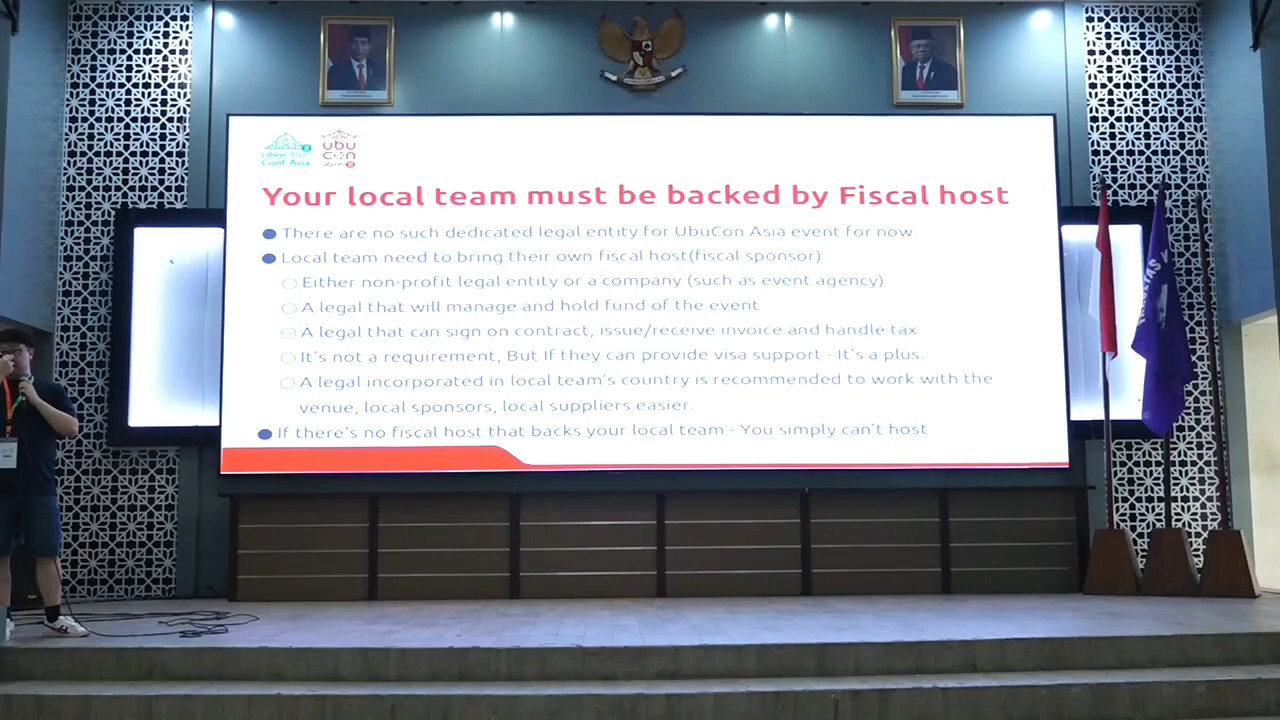 LibreOffice
Conf Asia
ubu
con
Your local team must be backed by Fiscal host
There are no such dedicated legal entity for UbuCon Asia event for now.
Local team need to bring their own fiscal host(fiscal sponsor)
Either non-profit legal entity or a company (such as event agency)
A legal that will manage and hold fund of the event
A legal that can sign on contract, issue/receive invoice and handle tax
It's not a requirement, But If they can provide visa support - It's a plus.
A legal incorporated in local team's country is recommended to work with the
venue, local sponsors, local suppliers easier.
If there's no fiscal host that backs your local team - You simply can't host